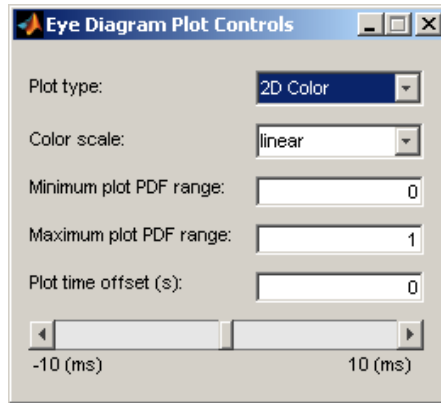 Eye Diagram Plot Controls
Plot type: 2D Color
Color scale: linear
Minimum plot PDF range: 0
Maximum plot PDF range: 1
Plot time offset (s): 0
-10 (ms) 10 (ms)